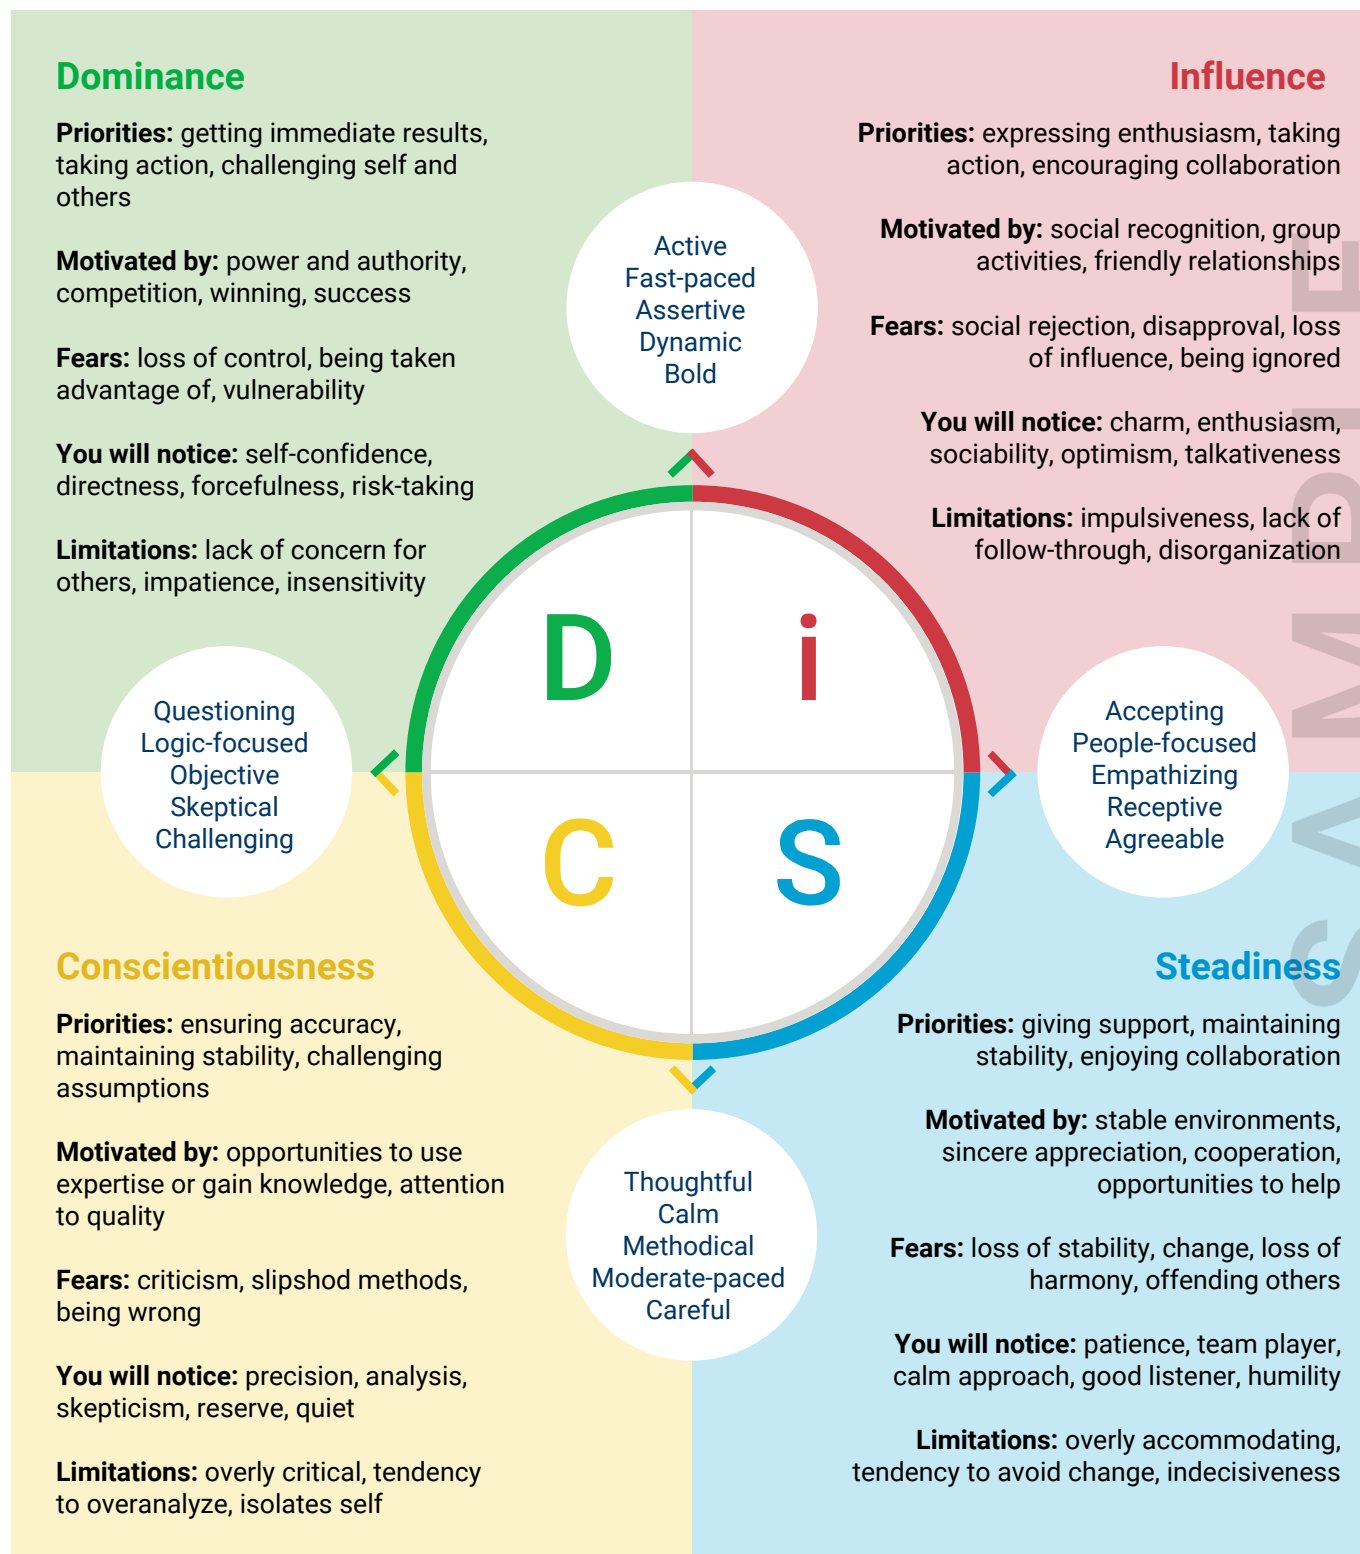 Dominance
Priorities: getting immediate results,
taking action, challenging self and
others
Motivated by: power and authority,
competition, winning, success
Fears: loss of control, being taken
advantage of, vulnerability
You will notice: self-confidence,
directness, forcefulness, risk-taking
Limitations: lack of concern for
others, impatience, insensitivity
Influence
Priorities: expressing enthusiasm, taking
action, encouraging collaboration
Motivated by: social recognition, group
activities, friendly relationships
Fears: social rejection, disapproval, loss
of influence, being ignored
You will notice: charm, enthusiasm,
sociability, optimism, talkativeness
Limitations: impulsiveness, lack of
follow-through, disorganization
Active
Fast-paced
Assertive
Dynamic
Bold
D
i
Questioning
Logic-focused
Objective
Skeptical
Challenging
Accepting
People-focused
Empathizing
Receptive
Agreeable
C
S
Conscientiousness
Priorities: ensuring accuracy,
maintaining stability, challenging
assumptions
Motivated by: opportunities to use
expertise or gain knowledge, attention
to quality
Fears: criticism, slipshod methods,
being wrong
You will notice: precision, analysis,
skepticism, reserve, quiet
Limitations: overly critical, tendency
to overanalyze, isolates self
Steadiness
Priorities: giving support, maintaining
stability, enjoying collaboration
Motivated by: stable environments,
sincere appreciation, cooperation,
opportunities to help
Fears: loss of stability, change, loss of
harmony, offending others
You will notice: patience, team player,
calm approach, good listener, humility
Limitations: overly accommodating,
tendency to avoid change, indecisiveness
Thoughtful
Calm
Methodical
Moderate-paced
Careful
SAMPLE